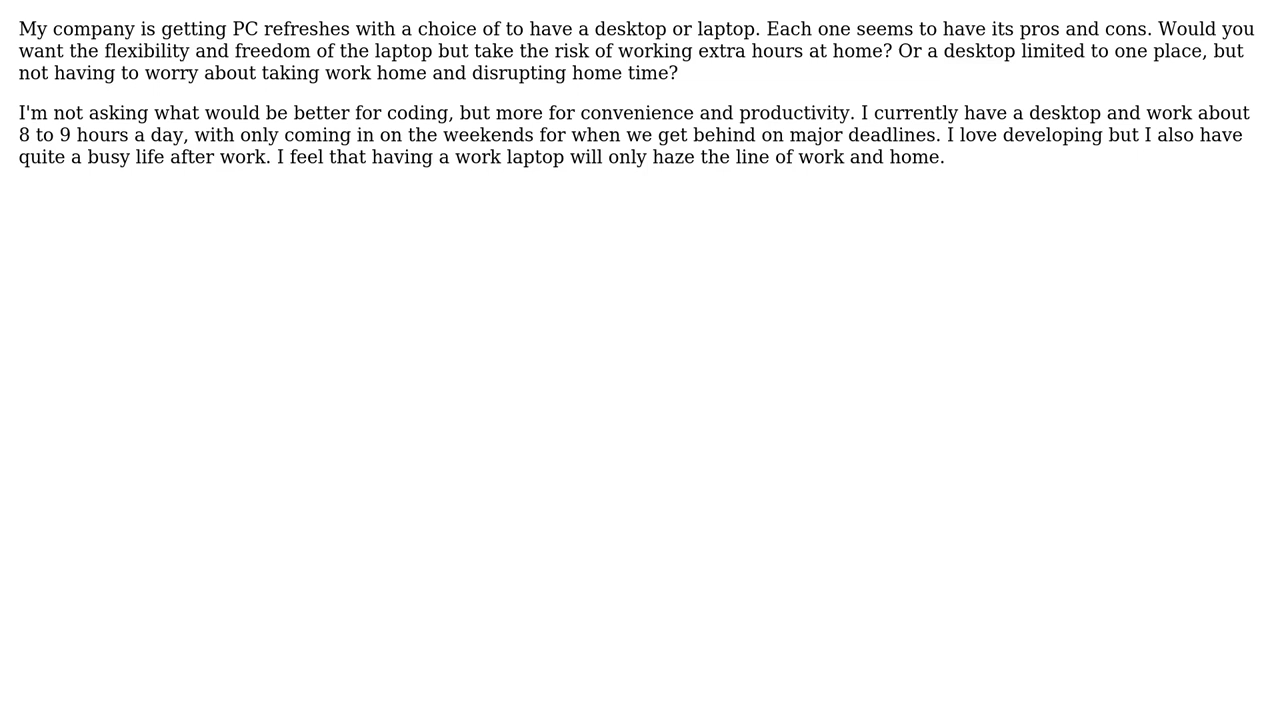 My company is getting PC refreshes with a choice of to have a desktop or laptop. Each one seems to have its pros and cons. Would you
want the flexibility and freedom of the laptop but take the risk of working extra hours at home? Or a desktop limited to one place, but
not having to worry about taking work home and disrupting home time?
I'm not asking what would be better for coding, but more for convenience and productivity. I currently have a desktop and work about
8 to 9 hours a day, with only coming in on the weekends for when we get behind on major deadlines. I love developing but I also have
quite a busy life after work. I feel that having a work laptop will only haze the line of work and home.